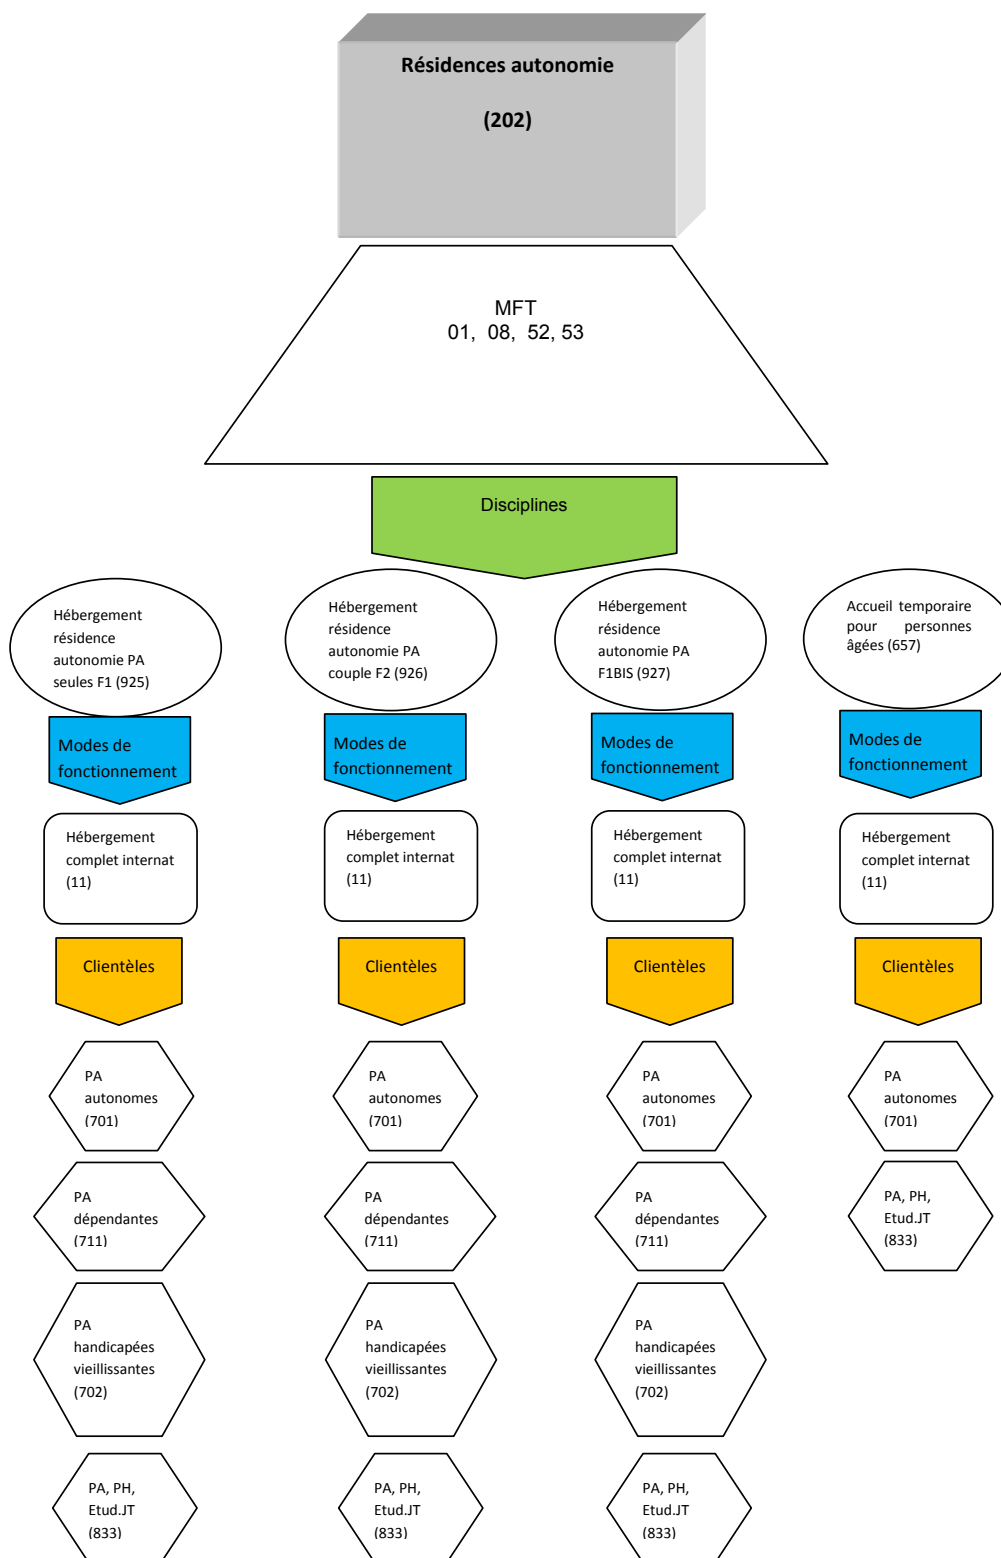 Résidences autonomie
(202)
MFT
01, 08, 52, 53
Disciplines
Hébergement
résidence
autonomie PA
seules F1 (925)
Hébergement
résidence
autonomie PA
couple F2 (926)
Hébergement
résidence
autonomie PA
F1BIS (927)
Accueil temporaire
pour personnes
âgées (657)
Modes de
fonctionnement
Modes de
fonctionnement
Modes de
fonctionnement
Modes de
fonctionnement
Hébergement
complet internat
(11)
Hébergement
complet internat
(11)
Hébergement
complet internat
(11)
Hébergement
complet internat
(11)
Clientèles
Clientèles
Clientèles
Clientèles
PA
autonomes
(701)
PA
autonomes
(701)
PA
autonomes
(701)
PA
autonomes
(701)
PA
dépendantes
(711)
PA
dépendantes
(711)
PA
dépendantes
(711)
PA, PH,
Etud.JT
(833)
PA
handicapées
vieillissantes
(702)
PA
handicapées
vieillissantes
(702)
PA
handicapées
vieillissantes
(702)
PA, PH,
Etud.JT
(833)
PA, PH,
Etud.JT
(833)
PA, PH,
Etud.JT
(833)